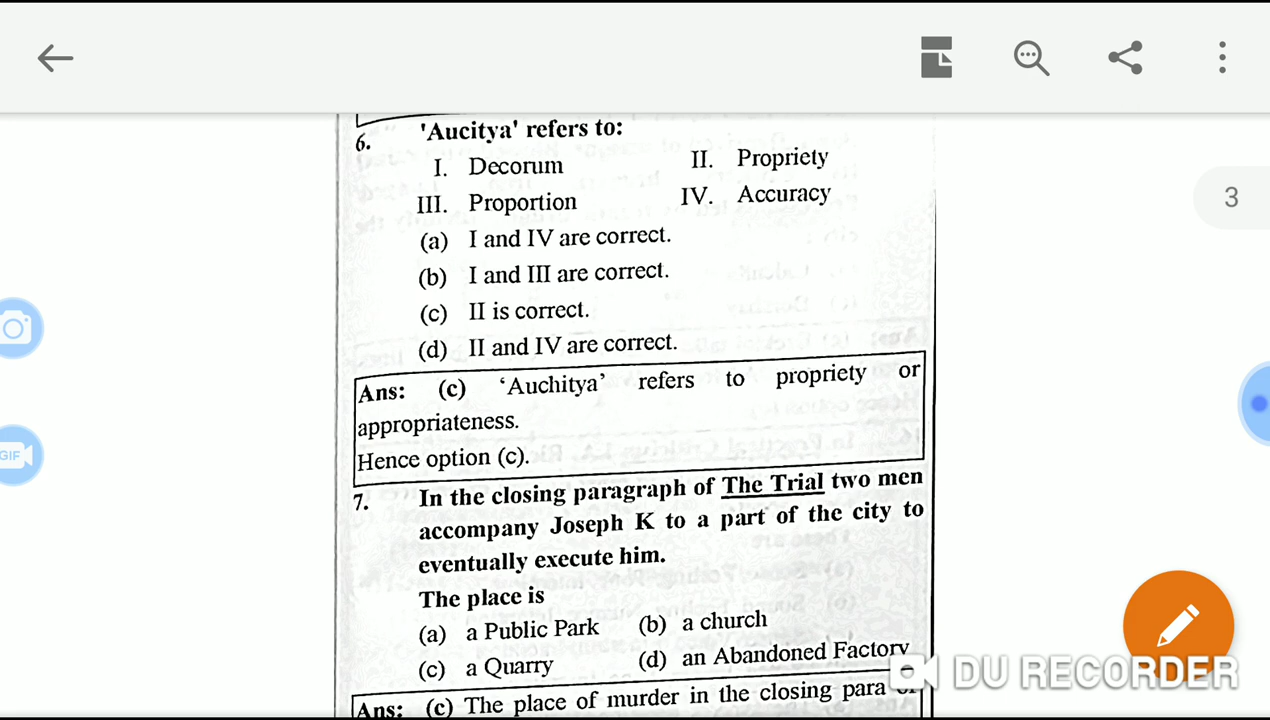 6. 'Aucitya' refers to:
I. Decorum II. Propriety
III. Proportion IV. Accuracy
(a) I and IV are correct.
(b) I and III are correct.
(c) II is correct.
(d) II and IV are correct.
Ans: (c) ‘Auchitya’ refers to propriety or
appropriateness.
Hence option (c).
7. In the closing paragraph of The Trial two men
accompany Joseph K to a part of the city to
eventually execute him.
The place is
(a) a Public Park (b) a church
(c) a Quarry (d) an Abandoned Factory
Ans: (c) The place of murder in the closing para of
3
GIF
DU RECORDER